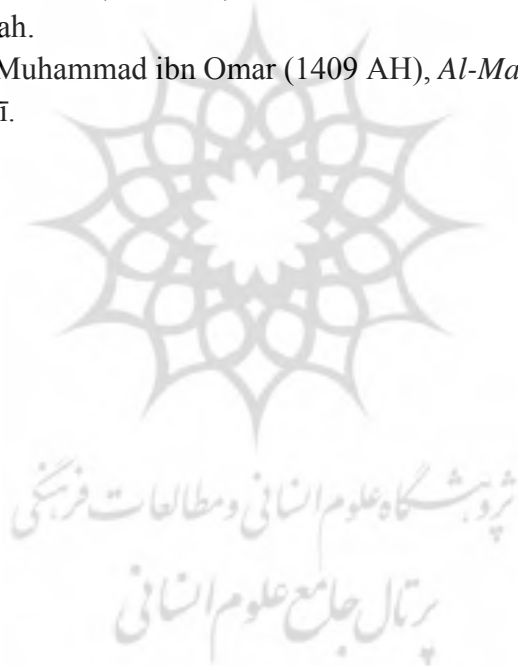 ah.
Muhammad ibn Omar (1409 AH), Al-Ma
ī.
پژوهشگاه علوم انسانی و مطالعات فرهنگی
پرتال جامع علوم انسانی